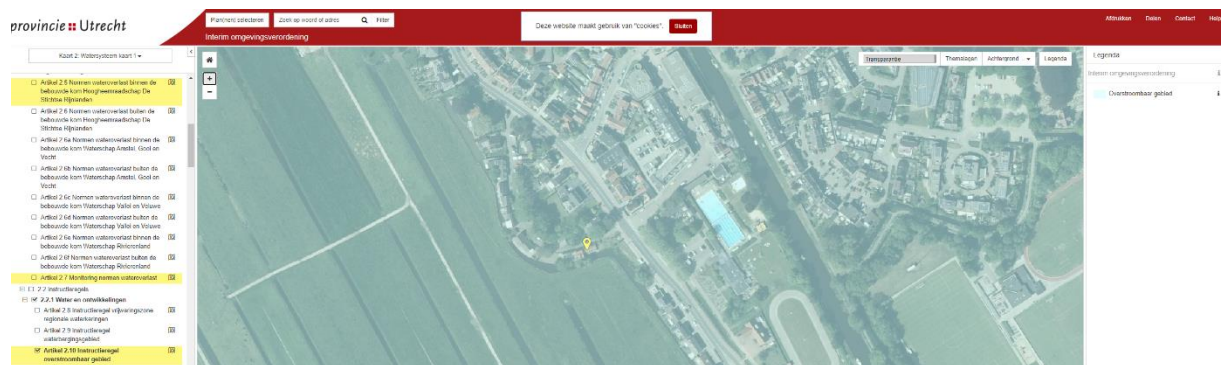 provincie Utrecht
Plan(nen) selecteren
Zoek op woord of adres
Filter
Deze website maakt gebruik van "cookies".
Sluiten
Afdrukken
Delen
Contact
Help
Interim omgevingsverordening
Kaart 2: Watersysteem kaart 1
Transparantie
Themalagen
Achtergrond
Legenda
Legenda
Interim omgevingsverordening
Overstroombaar gebied
Artikel 2.5 Normen wateroverlast binnen de
bebouwde kom Hoogheemraadschap De
Stichtse Rijnlanden
Artikel 2.6 Normen wateroverlast buiten de
bebouwde kom Hoogheemraadschap De
Stichtse Rijnlanden
Artikel 2.6a Normen wateroverlast binnen de
bebouwde kom Waterschap Amstel, Gooi en
Vecht
Artikel 2.6b Normen wateroverlast buiten de
bebouwde kom Waterschap Amstel, Gooi en
Vecht
Artikel 2.6c Normen wateroverlast binnen de
bebouwde kom Waterschap Vallei en Veluwe
Artikel 2.6d Normen wateroverlast buiten de
bebouwde kom Waterschap Vallei en Veluwe
Artikel 2.6e Normen wateroverlast binnen de
bebouwde kom Waterschap Rivierenland
Artikel 2.6f Normen wateroverlast buiten de
bebouwde kom Waterschap Rivierenland
Artikel 2.7 Monitoring normen wateroverlast
2.2 Instructieregels
2.2.1 Water en ontwikkelingen
Artikel 2.8 Instructieregel vrijwaringszone
regionale waterkeringen
Artikel 2.9 Instructieregel
waterbergingsgebied
Artikel 2.10 Instructieregel
overstroombaar gebied